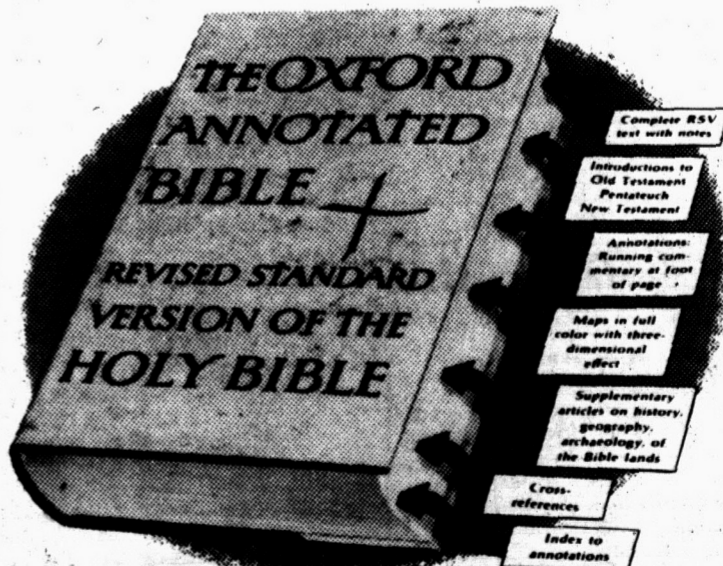 THE OXFORD
ANNOTATED
BIBLE
REVISED STANDARD
VERSION OF THE
HOLY BIBLE
Complete RSV
text with notes
Introductions to
Old Testament
Pentateuch
New Testament
Annotations:
Running com-
mentary at foot
of page
Maps in full
color with three-
dimensional
effect
Supplementary
articles on history,
geography,
archaeology, of
the Bible lands
Cross-
references
Index to
annotations